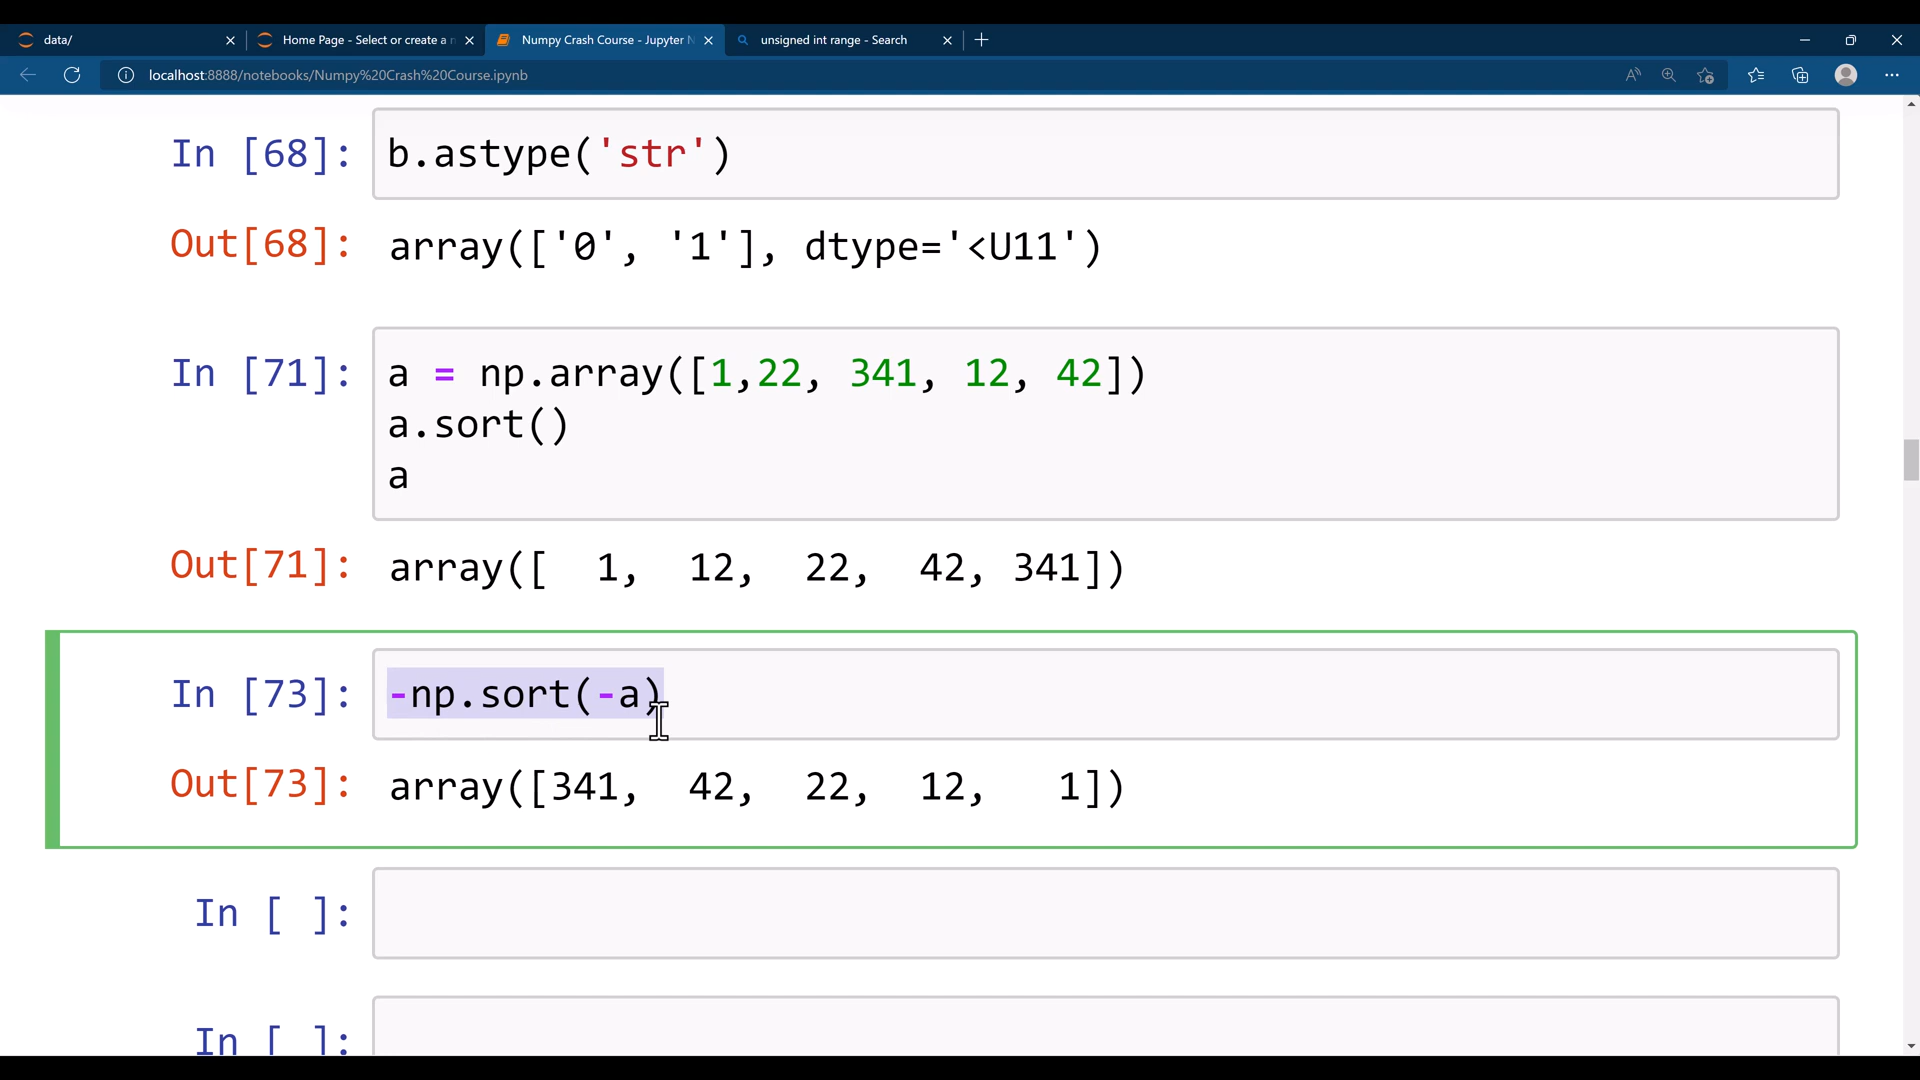 data/
Home Page - Select or create a n
Numpy Crash Course - Jupyter N
unsigned int range - Search
localhost:8888/notebooks/Numpy%20Crash%20Course.ipynb
In [68]: b.astype('str')
Out[68]: array(['0', '1'], dtype='<U11')
In [71]: a = np.array([1,22, 341, 12, 42])
a.sort()
a
Out[71]: array([  1,  12,  22,  42, 341])
In [73]: -np.sort(-a)
Out[73]: array([341,  42,  22,  12,   1])
In [ ]:
In [ ]: